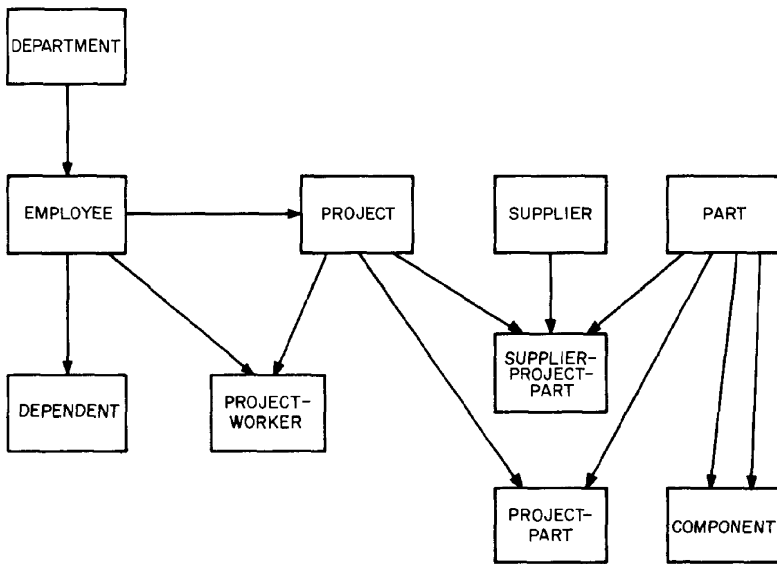 DEPARTMENT
EMPLOYEE
PROJECT
SUPPLIER
PART
SUPPLIER-
PROJECT-
PART
DEPENDENT
PROJECT-
WORKER
PROJECT-
PART
COMPONENT